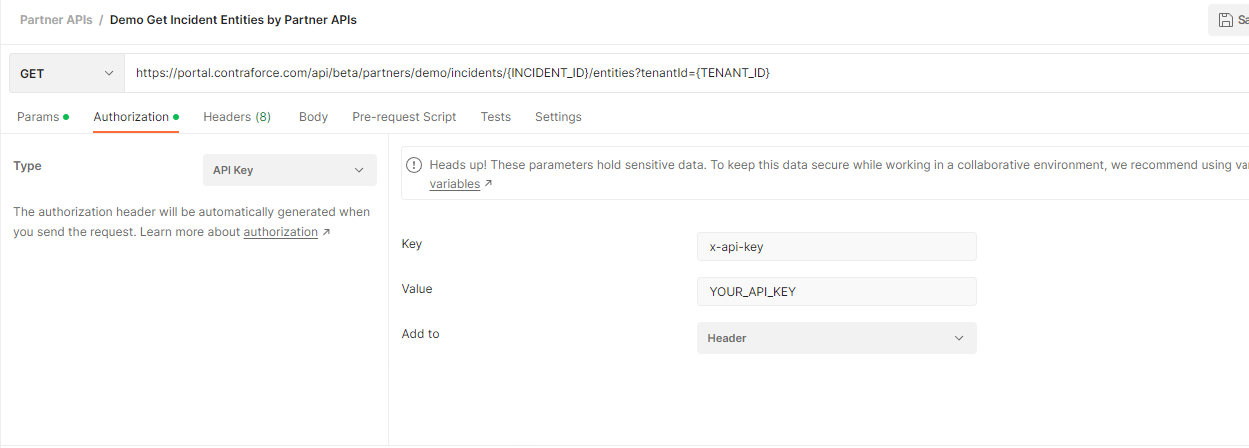 Partner APIs / Demo Get Incident Entities by Partner APIs
GET https://portal.contraforce.com/api/beta/partners/demo/incidents/{INCIDENT_ID}/entities?tenantId={TENANT_ID}
Params Authorization Headers (8) Body Pre-request Script Tests Settings
Type API Key
The authorization header will be automatically generated when
you send the request. Learn more about authorization ↗
Heads up! These parameters hold sensitive data. To keep this data secure while working in a collaborative environment, we recommend using
variables ↗
Key x-api-key
Value YOUR_API_KEY
Add to Header